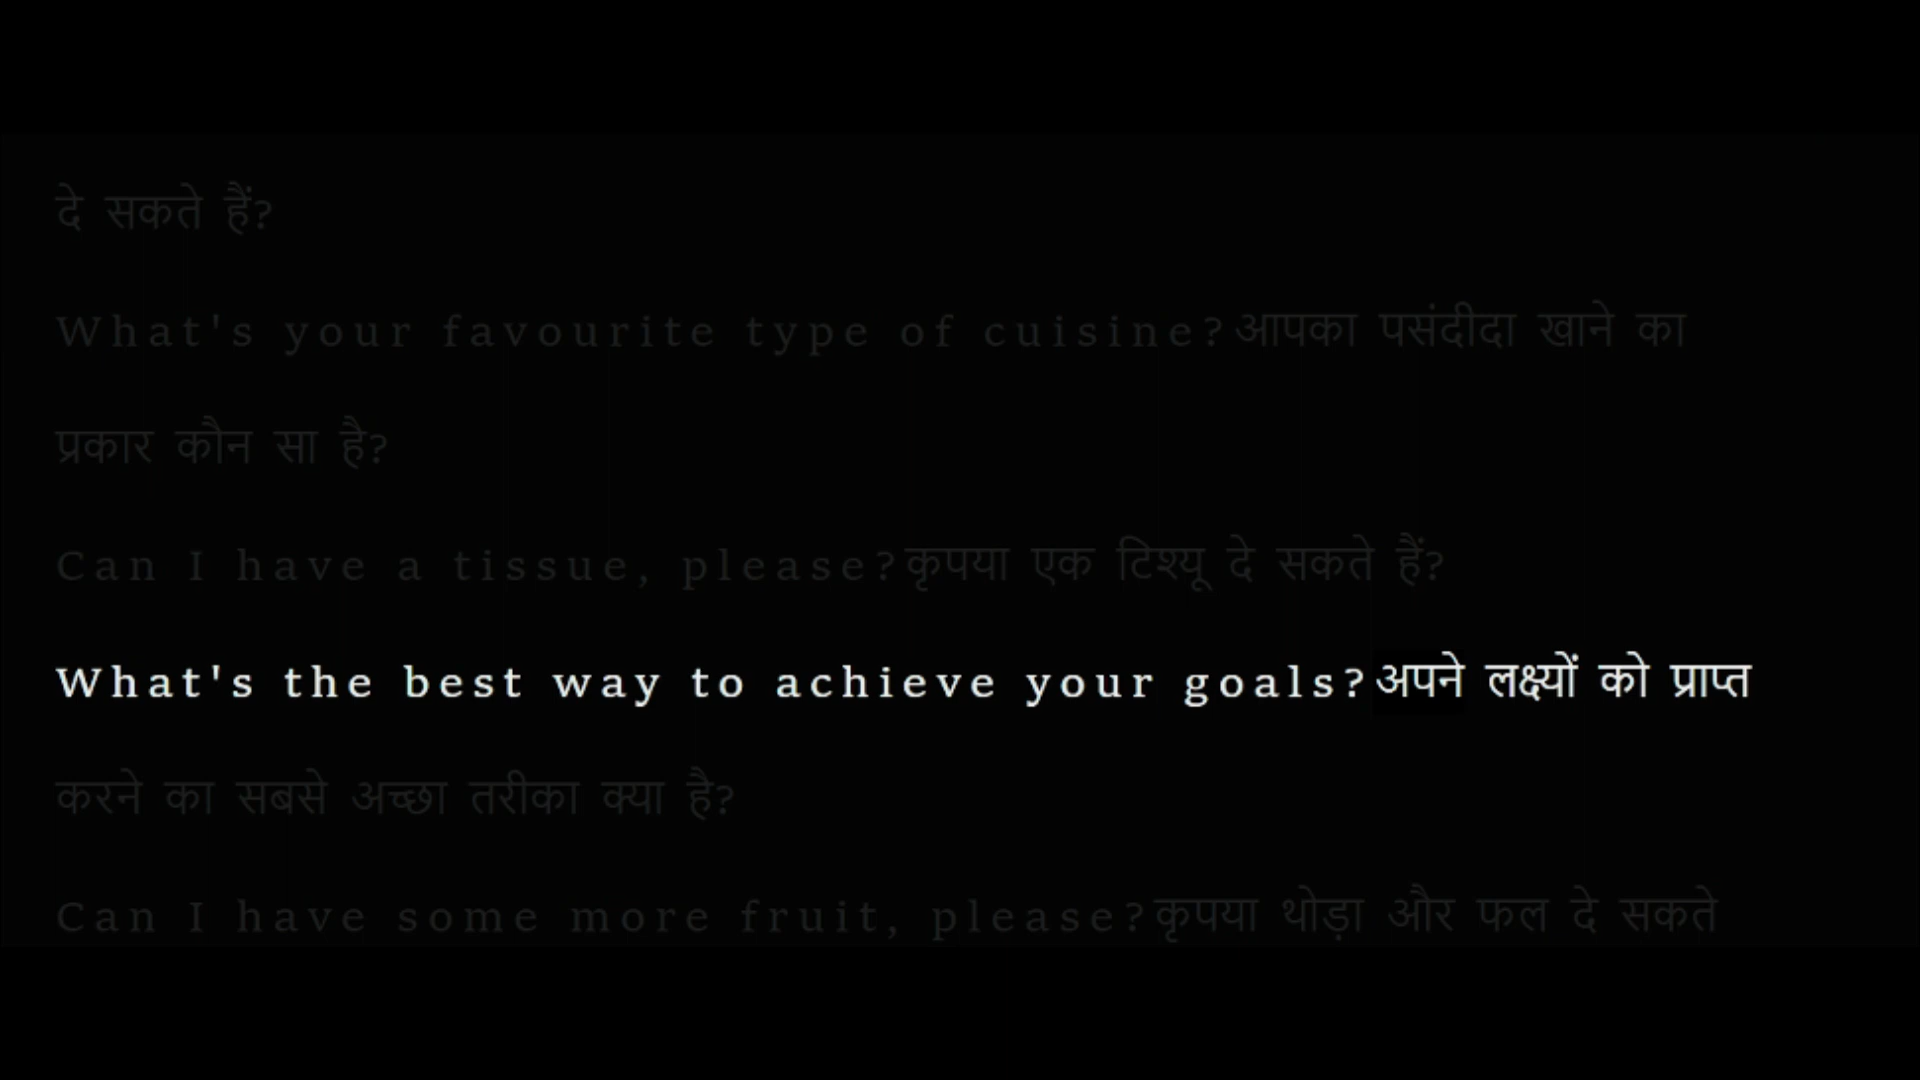 दे सकते हैं?
What's your favourite type of cuisine? आपका पसंदीदा खाने का
प्रकार कौन सा है?
Can I have a tissue, please? कृपया एक टिश्यू दे सकते हैं?
What's the best way to achieve your goals? अपने लक्ष्यों को प्राप्त
करने का सबसे अच्छा तरीका क्या है?
Can I have some more fruit, please? कृपया थोड़ा और फल दे सकते